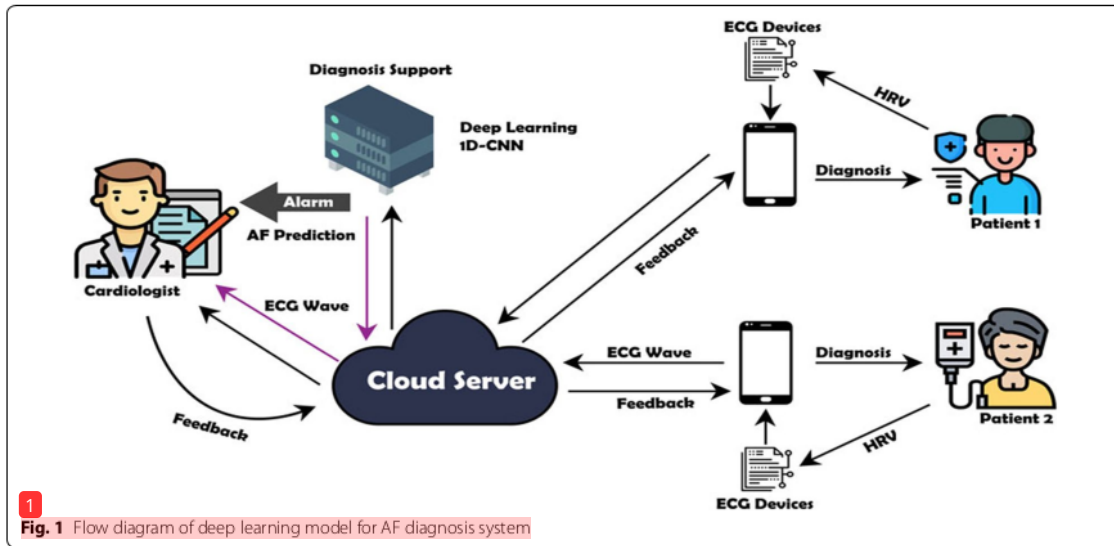 ECG Devices
Diagnosis Support
HRV
Deep Learning
1D-CNN
Diagnosis
Alarm
AF Prediction
Patient 1
Feedback
Cardiologist
ECG Wave
ECG Wave
Diagnosis
Cloud Server
Feedback
Feedback
Patient 2
HRV
ECG Devices
1
Fig. 1 Flow diagram of deep learning model for AF diagnosis system